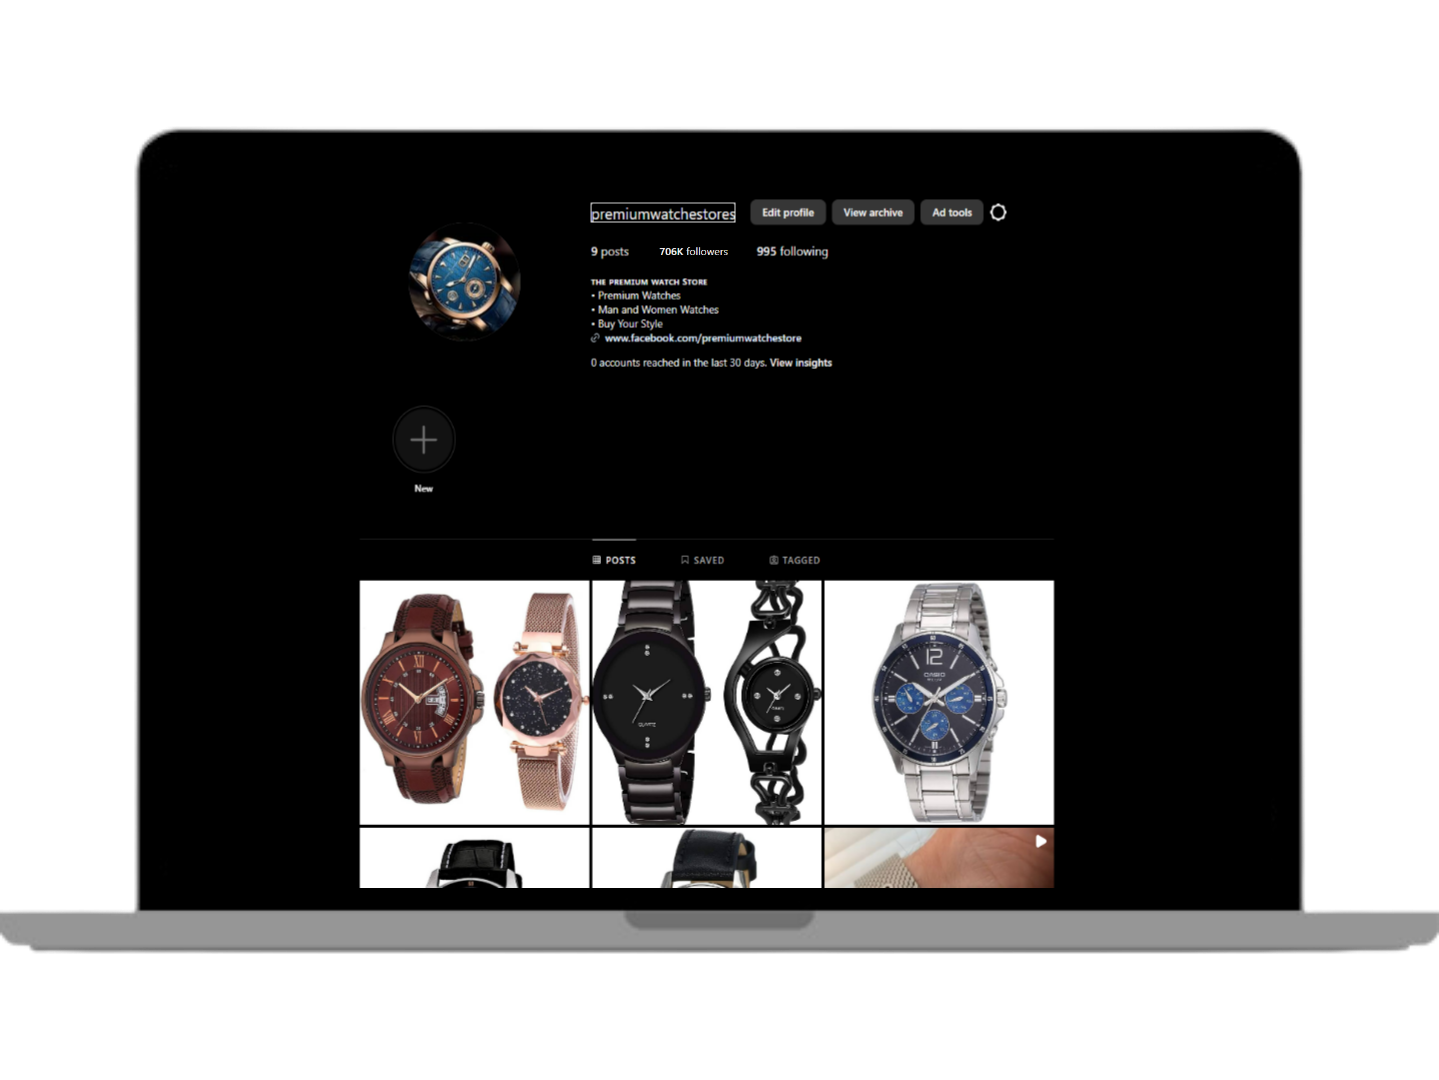 premiumwatchestores Edit profile View archive Ad tools
9 posts 706K followers 995 following
THE PREMIUM WATCH STORE
• Premium Watches
• Man and Women Watches
• Buy Your Style
www.facebook.com/premiumwatchestore
0 accounts reached in the last 30 days. View insights
New
POSTS SAVED TAGGED
12
CASIO
QUARTZ